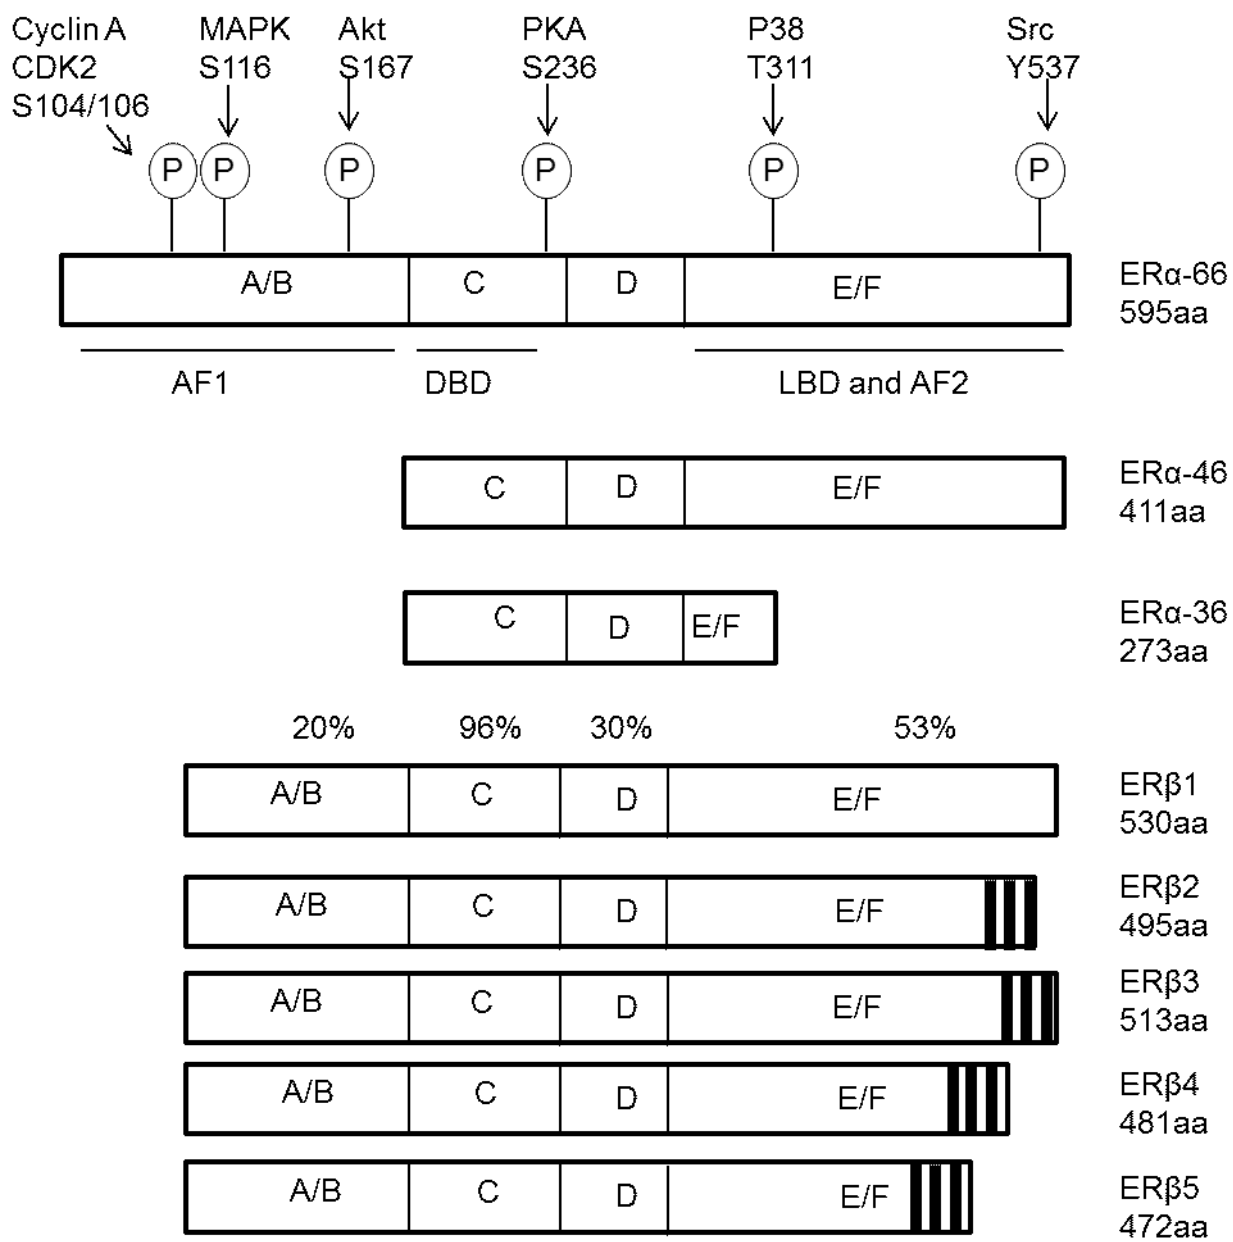 Cyclin A
CDK2
S104/106
MAPK
S116
Akt
S167
PKA
S236
P38
T311
Src
Y537
P P P P P P
A/B C D E/F
ERα-66
595aa
AF1 DBD LBD and AF2
C D E/F
ERα-46
411aa
C D E/F
ERα-36
273aa
20% 96% 30% 53%
A/B C D E/F
ERβ1
530aa
A/B C D E/F
ERβ2
495aa
A/B C D E/F
ERβ3
513aa
A/B C D E/F
ERβ4
481aa
A/B C D E/F
ERβ5
472aa